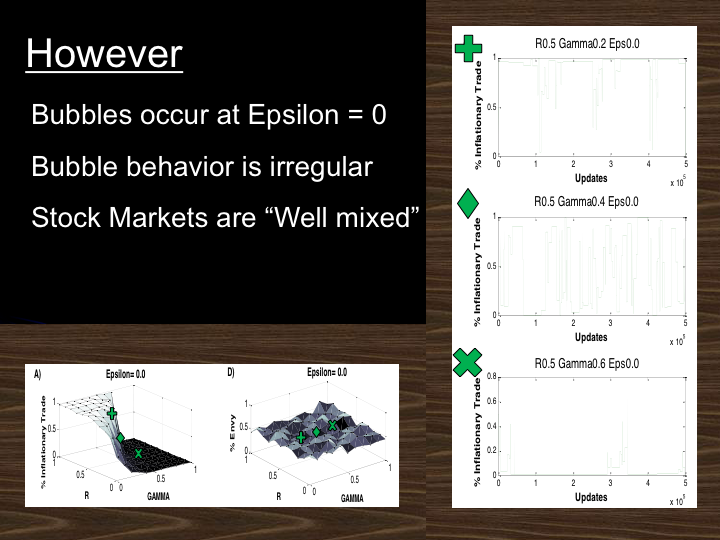 However
Bubbles occur at Epsilon = 0
Bubble behavior is irregular
Stock Markets are “Well mixed”
R0.5 Gamma0.2 Eps0.0
% Inflationary Trade
1
0.5
0
0 1 2 3 4 5
Updates
x 10^5
R0.5 Gamma0.4 Eps0.0
% Inflationary Trade
1
0.5
0
0 1 2 3 4 5
Updates
x 10^5
R0.5 Gamma0.6 Eps0.0
% Inflationary Trade
0.8
0.6
0.4
0.2
0
0 1 2 3 4 5
Updates
x 10^5
A) Epsilon= 0.0
% Inflationary Trade
1
0.5
0
1
0.5
0 0
0.5
1
R GAMMA
D) Epsilon= 0.0
% Envy
1
0.5
0
1
0.5
0 0
0.5
1
R GAMMA